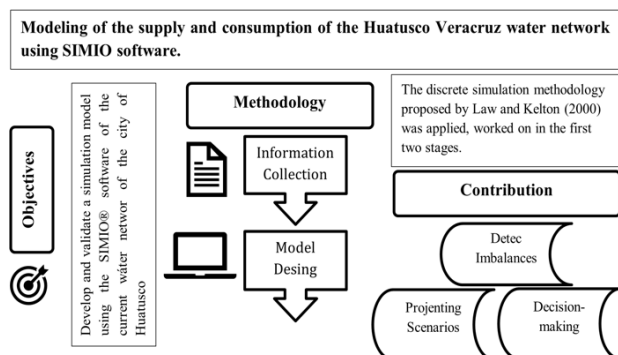 Modeling of the supply and consumption of the Huatusco Veracruz water network
using SIMIO software.
Objectives
Develop and validate a simulation model
using the SIMIO® software of the
current water networ of the city of
Huatusco
Methodology
Information
Collection
Model
Desing
The discrete simulation methodology
proposed by Law and Kelton (2000)
was applied, worked on in the first
two stages.
Contribution
Detec
Imbalances
Projenting
Scenarios
Decision-
making